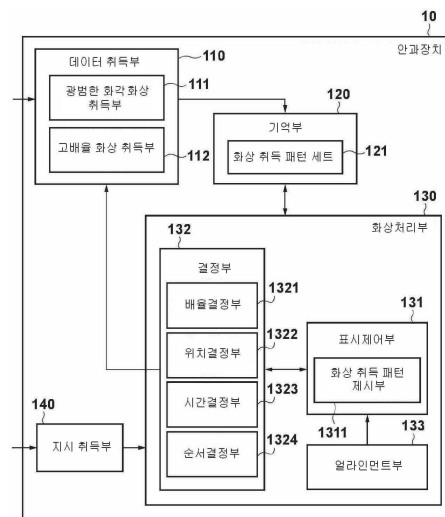 10
안과장치
데이터 취득부
110
광범한 화각 화상
취득부
111
고배율 화상 취득부
112
120
기억부
화상 취득 패턴 세트
121
130
화상처리부
132
결정부
배율결정부
1321
위치결정부
1322
시간결정부
1323
순서결정부
1324
131
표시제어부
화상 취득 패턴
제시부
1311
133
얼라인먼트부
140
지시 취득부